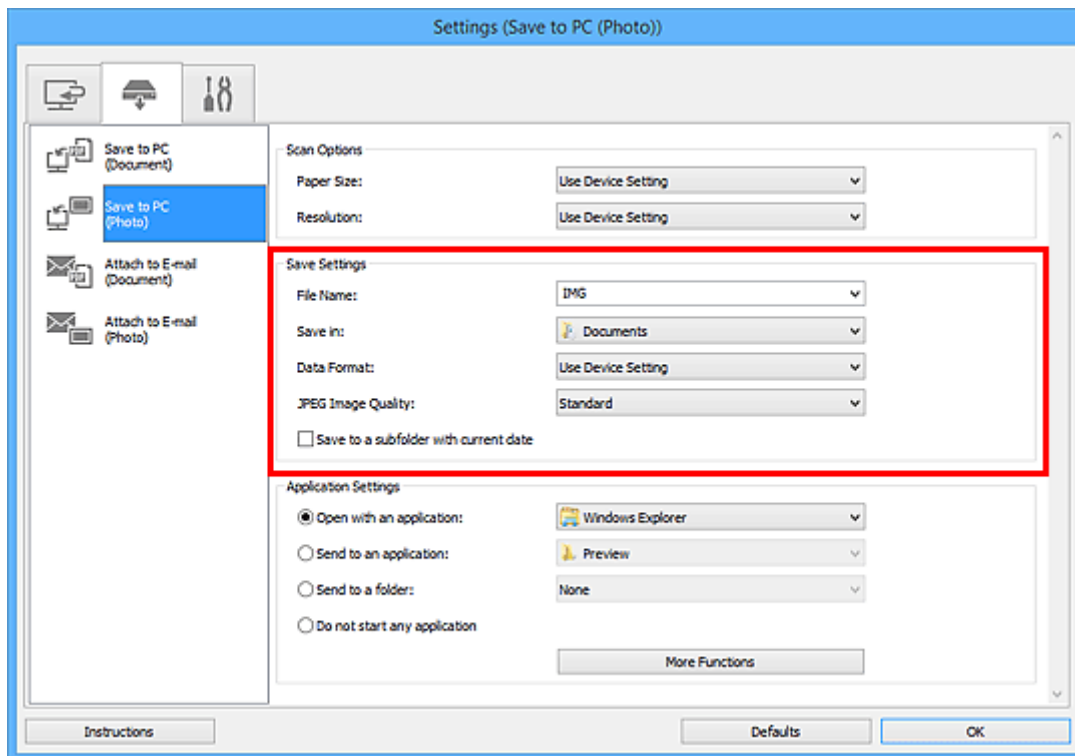 Settings (Save to PC (Photo))
Save to PC
(Document)
Save to PC
(Photo)
Attach to E-mail
(Document)
Attach to E-mail
(Photo)
Scan Options
Paper Size: Use Device Setting
Resolution: Use Device Setting
Save Settings
File Name: IMG
Save in: Documents
Data Format: Use Device Setting
JPEG Image Quality: Standard
Save to a subfolder with current date
Application Settings
Open with an application: Windows Explorer
Send to an application: Preview
Send to a folder: None
Do not start any application
More Functions
Instructions Defaults OK